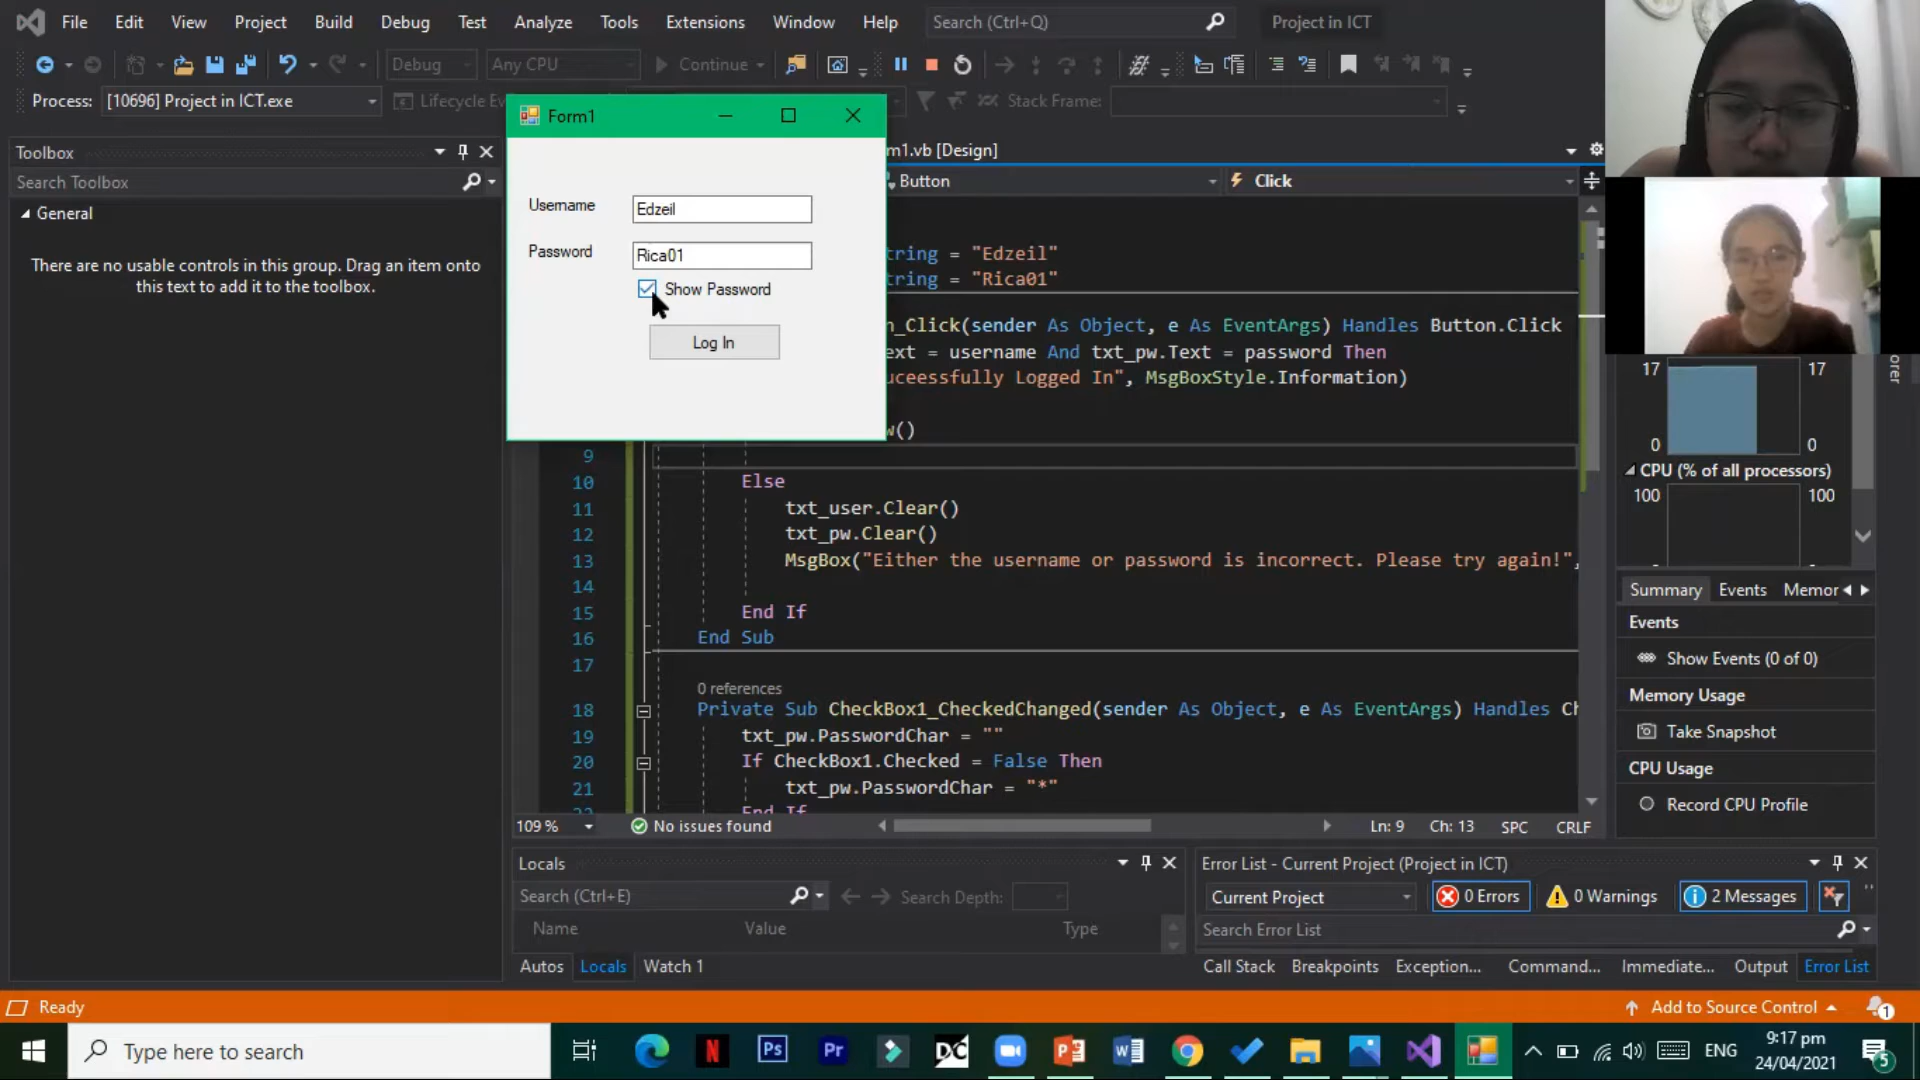 File Edit View Project Build Debug Test Analyze Tools Extensions Window Help Search (Ctrl+Q) Project in ICT
Debug Any CPU Continue
Process: [10696] Project in ICT.exe Lifecycle Stack Frame:
Form1
Toolbox
Search Toolbox
General
There are no usable controls in this group. Drag an item onto
this text to add it to the toolbox.
Username Edzeil
Password Rica01
Show Password
Log In
m1.vb [Design]
Button Click
tring = "Edzeil"
tring = "Rica01"
n_Click(sender As Object, e As EventArgs) Handles Button.Click
ext = username And txt_pw.Text = password Then
uceessfully Logged In", MsgBoxStyle.Information)
w()
9
10 Else
11 txt_user.Clear()
12 txt_pw.Clear()
13 MsgBox("Either the username or password is incorrect. Please try again!",
14
15 End If
16 End Sub
17
0 references
18 Private Sub CheckBox1_CheckedChanged(sender As Object, e As EventArgs) Handles Ch
19 txt_pw.PasswordChar = ""
20 If CheckBox1.Checked = False Then
21 txt_pw.PasswordChar = "*"
22 End If
109 % No issues found Ln: 9 Ch: 13 SPC CRLF
17 17
0 0
CPU (% of all processors)
100 100
Summary Events Memor
Events
Show Events (0 of 0)
Memory Usage
Take Snapshot
CPU Usage
Record CPU Profile
Locals
Search (Ctrl+E) Search Depth:
Name Value Type
Autos Locals Watch 1
Error List - Current Project (Project in ICT)
Current Project 0 Errors 0 Warnings 2 Messages
Search Error List
Call Stack Breakpoints Exception... Command... Immediate... Output Error List
Ready Add to Source Control 1
Type here to search
Ps Pr DC
ENG
9:17 pm
24/04/2021
5